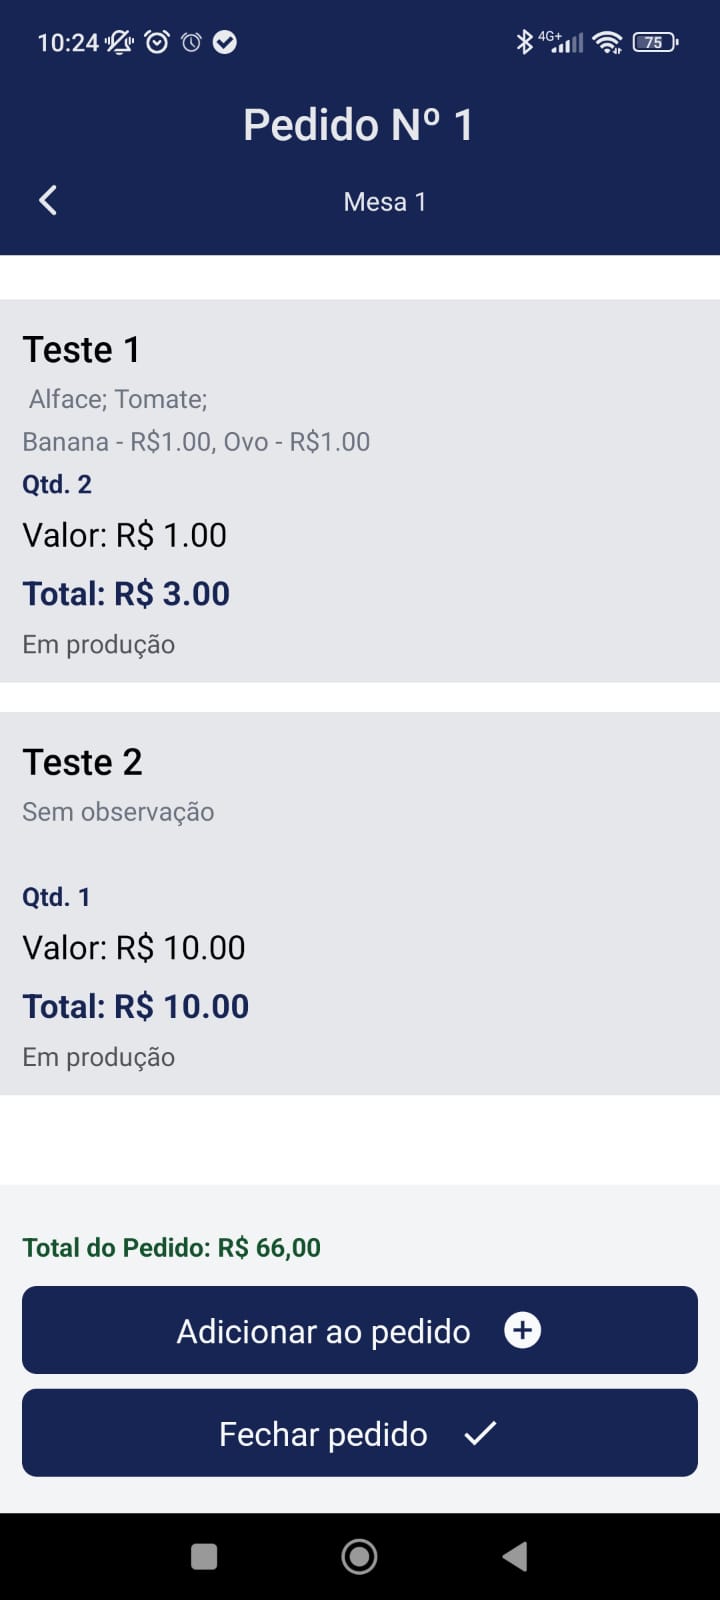 10:24
4G+
75
Pedido Nº 1
Mesa 1
Teste 1
Alface; Tomate;
Banana - R$1.00, Ovo - R$1.00
Qtd. 2
Valor: R$ 1.00
Total: R$ 3.00
Em produção
Teste 2
Sem observação
Qtd. 1
Valor: R$ 10.00
Total: R$ 10.00
Em produção
Total do Pedido: R$ 66,00
Adicionar ao pedido
Fechar pedido